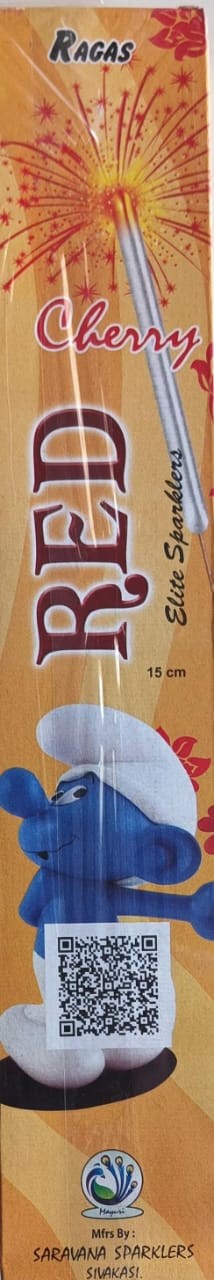 RAGAS
Cherry
RED
Elite Sparklers
15 cm
Mayuri
Mfrs By :
SARAVANA SPARKLERS
SIVAKASI.